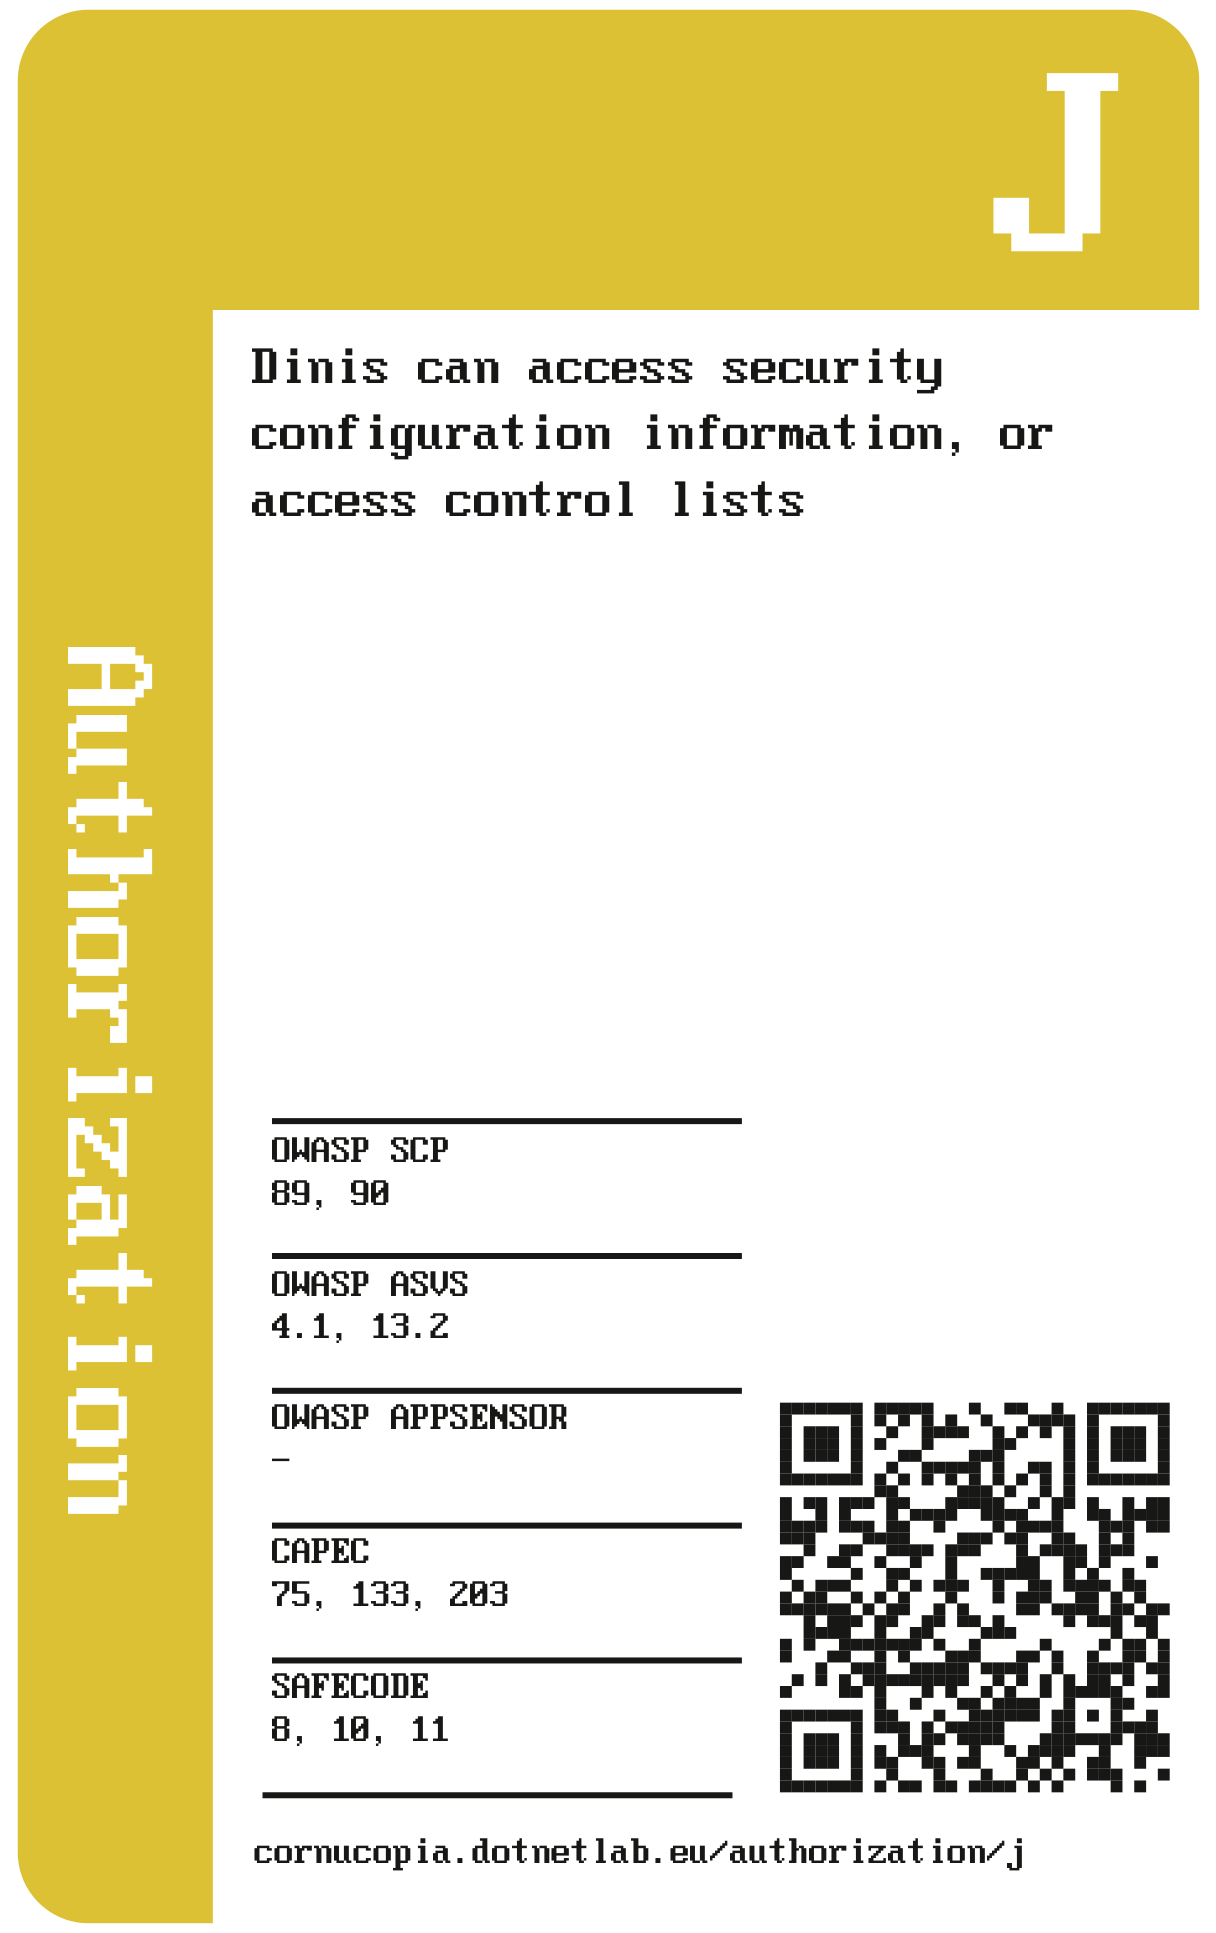 J
Dinis can access security
configuration information, or
access control lists
Authorization
OWASP SCP
89, 90
OWASP ASVS
4.1, 13.2
OWASP APPSENSOR
–
CAPEC
75, 133, 203
SAFECODE
8, 10, 11
cornucopia.dotnetlab.eu/authorization/j